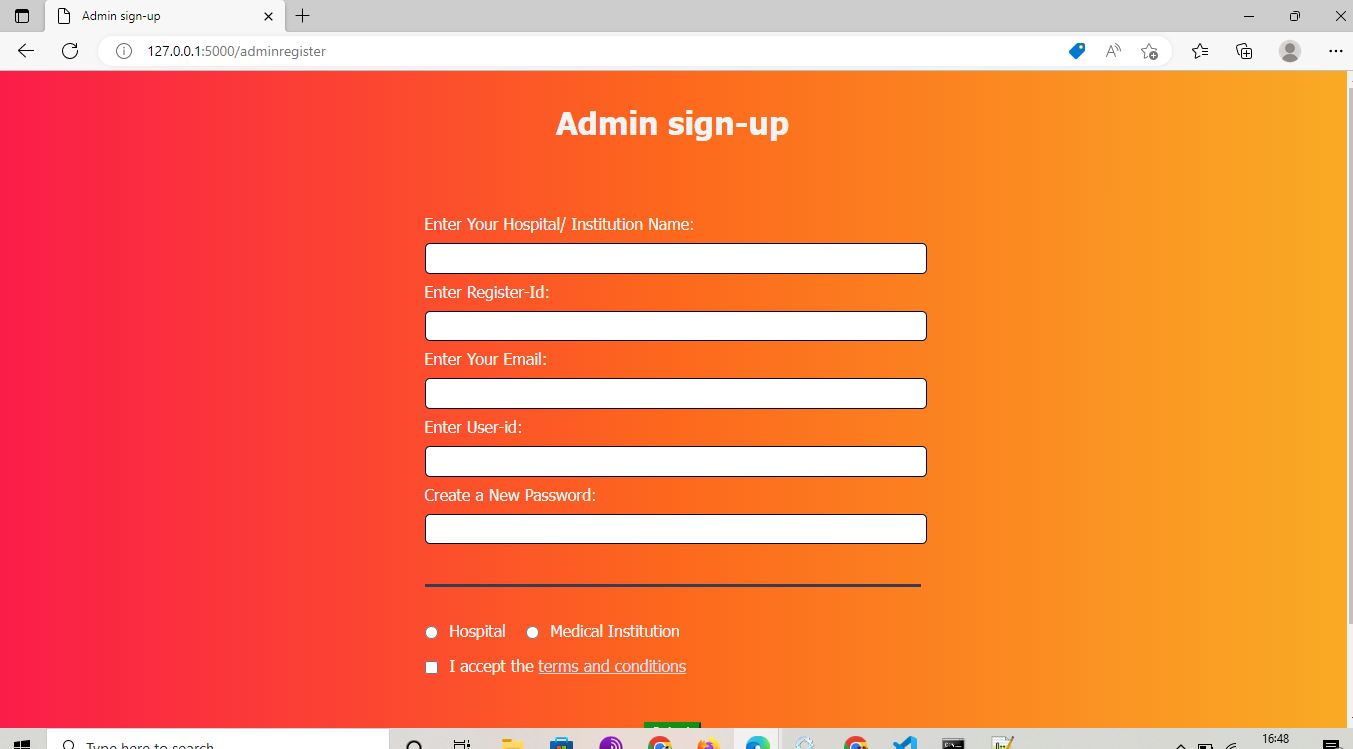 Admin sign-up
127.0.0.1:5000/adminregister
Admin sign-up
Enter Your Hospital/ Institution Name:
Enter Register-Id:
Enter Your Email:
Enter User-id:
Create a New Password:
Hospital Medical Institution
I accept the terms and conditions
Type here to search
16:48